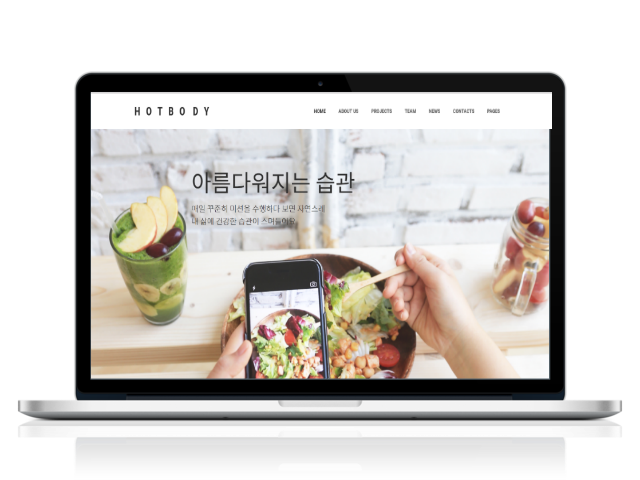 HOTBODY
HOME ABOUT US PROJECTS TEAM NEWS CONTACTS PAGES
아름다워지는 습관
매일 꾸준히 미션을 수행하다 보면 자연스레
내 삶에 건강한 습관이 스며들어요